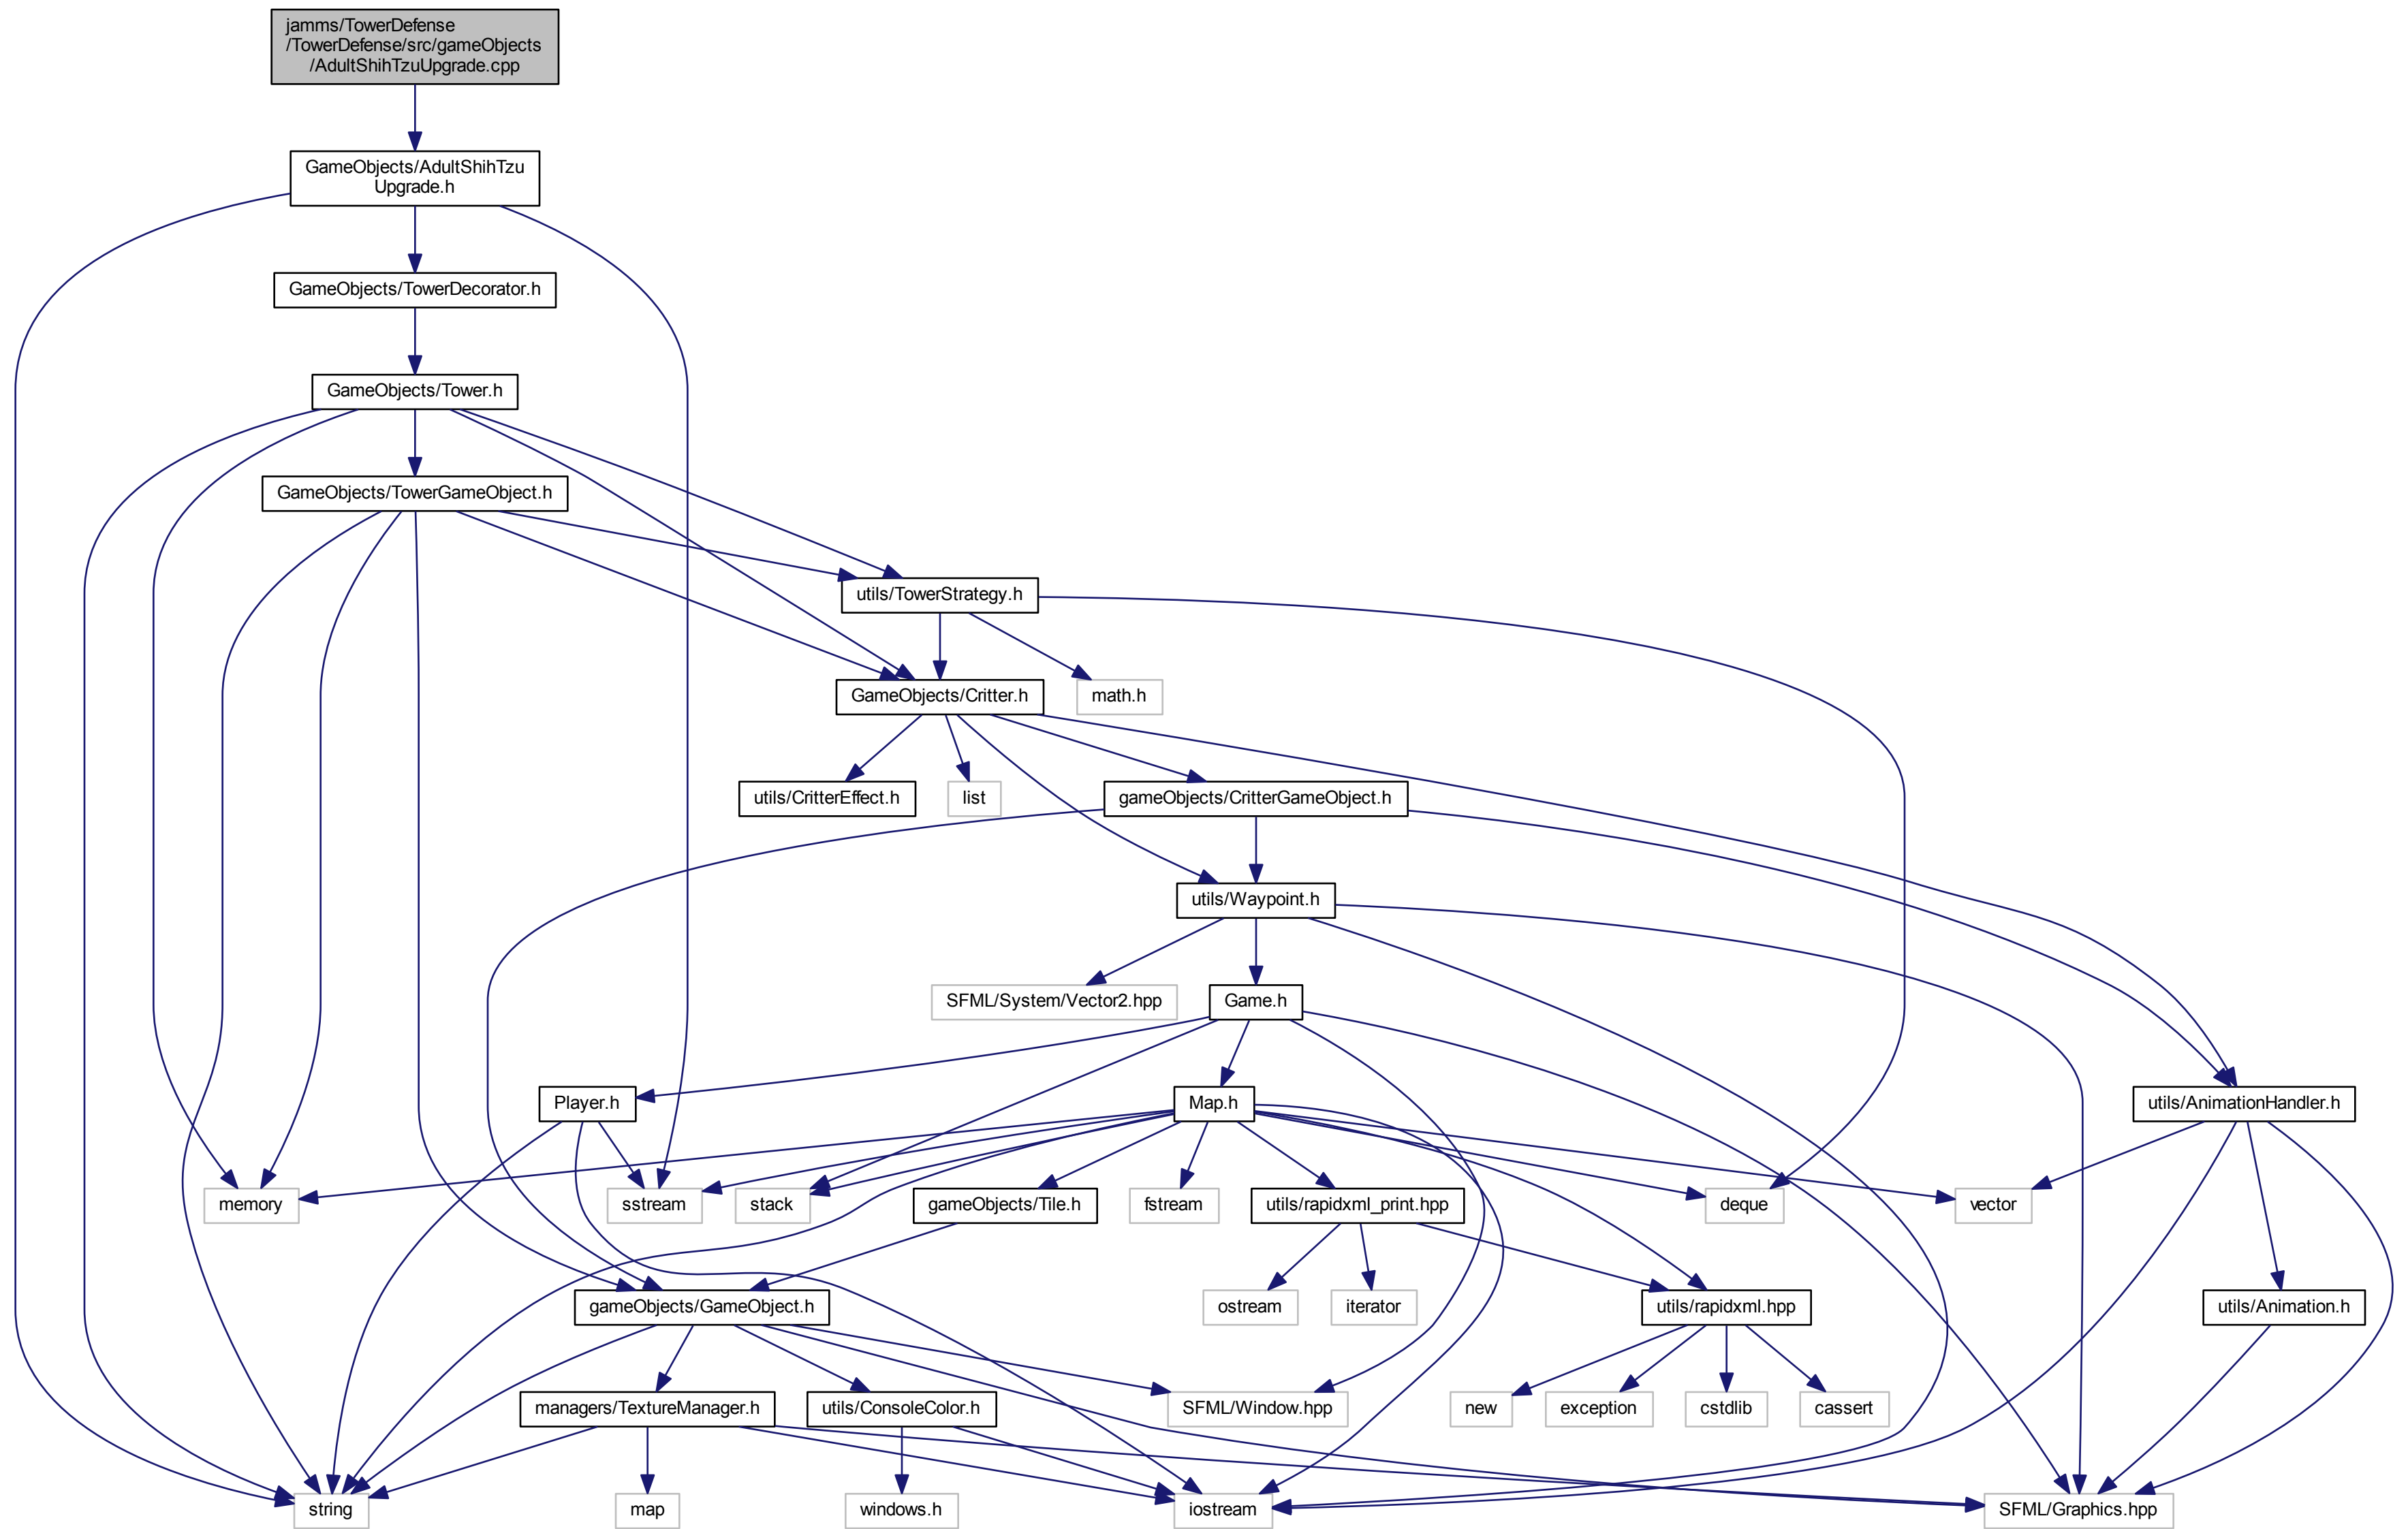 jamms/TowerDefense
/TowerDefense/src/gameObjects
/AdultShihTzuUpgrade.cpp
GameObjects/AdultShihTzu
Upgrade.h
GameObjects/TowerDecorator.h
GameObjects/Tower.h
GameObjects/TowerGameObject.h
utils/TowerStrategy.h
GameObjects/Critter.h
math.h
utils/CritterEffect.h
list
gameObjects/CritterGameObject.h
utils/Waypoint.h
SFML/System/Vector2.hpp
Game.h
Player.h
Map.h
utils/AnimationHandler.h
memory
sstream
stack
gameObjects/Tile.h
fstream
utils/rapidxml_print.hpp
deque
vector
gameObjects/GameObject.h
ostream
iterator
utils/rapidxml.hpp
utils/Animation.h
managers/TextureManager.h
utils/ConsoleColor.h
SFML/Window.hpp
new
exception
cstdlib
cassert
string
map
windows.h
iostream
SFML/Graphics.hpp